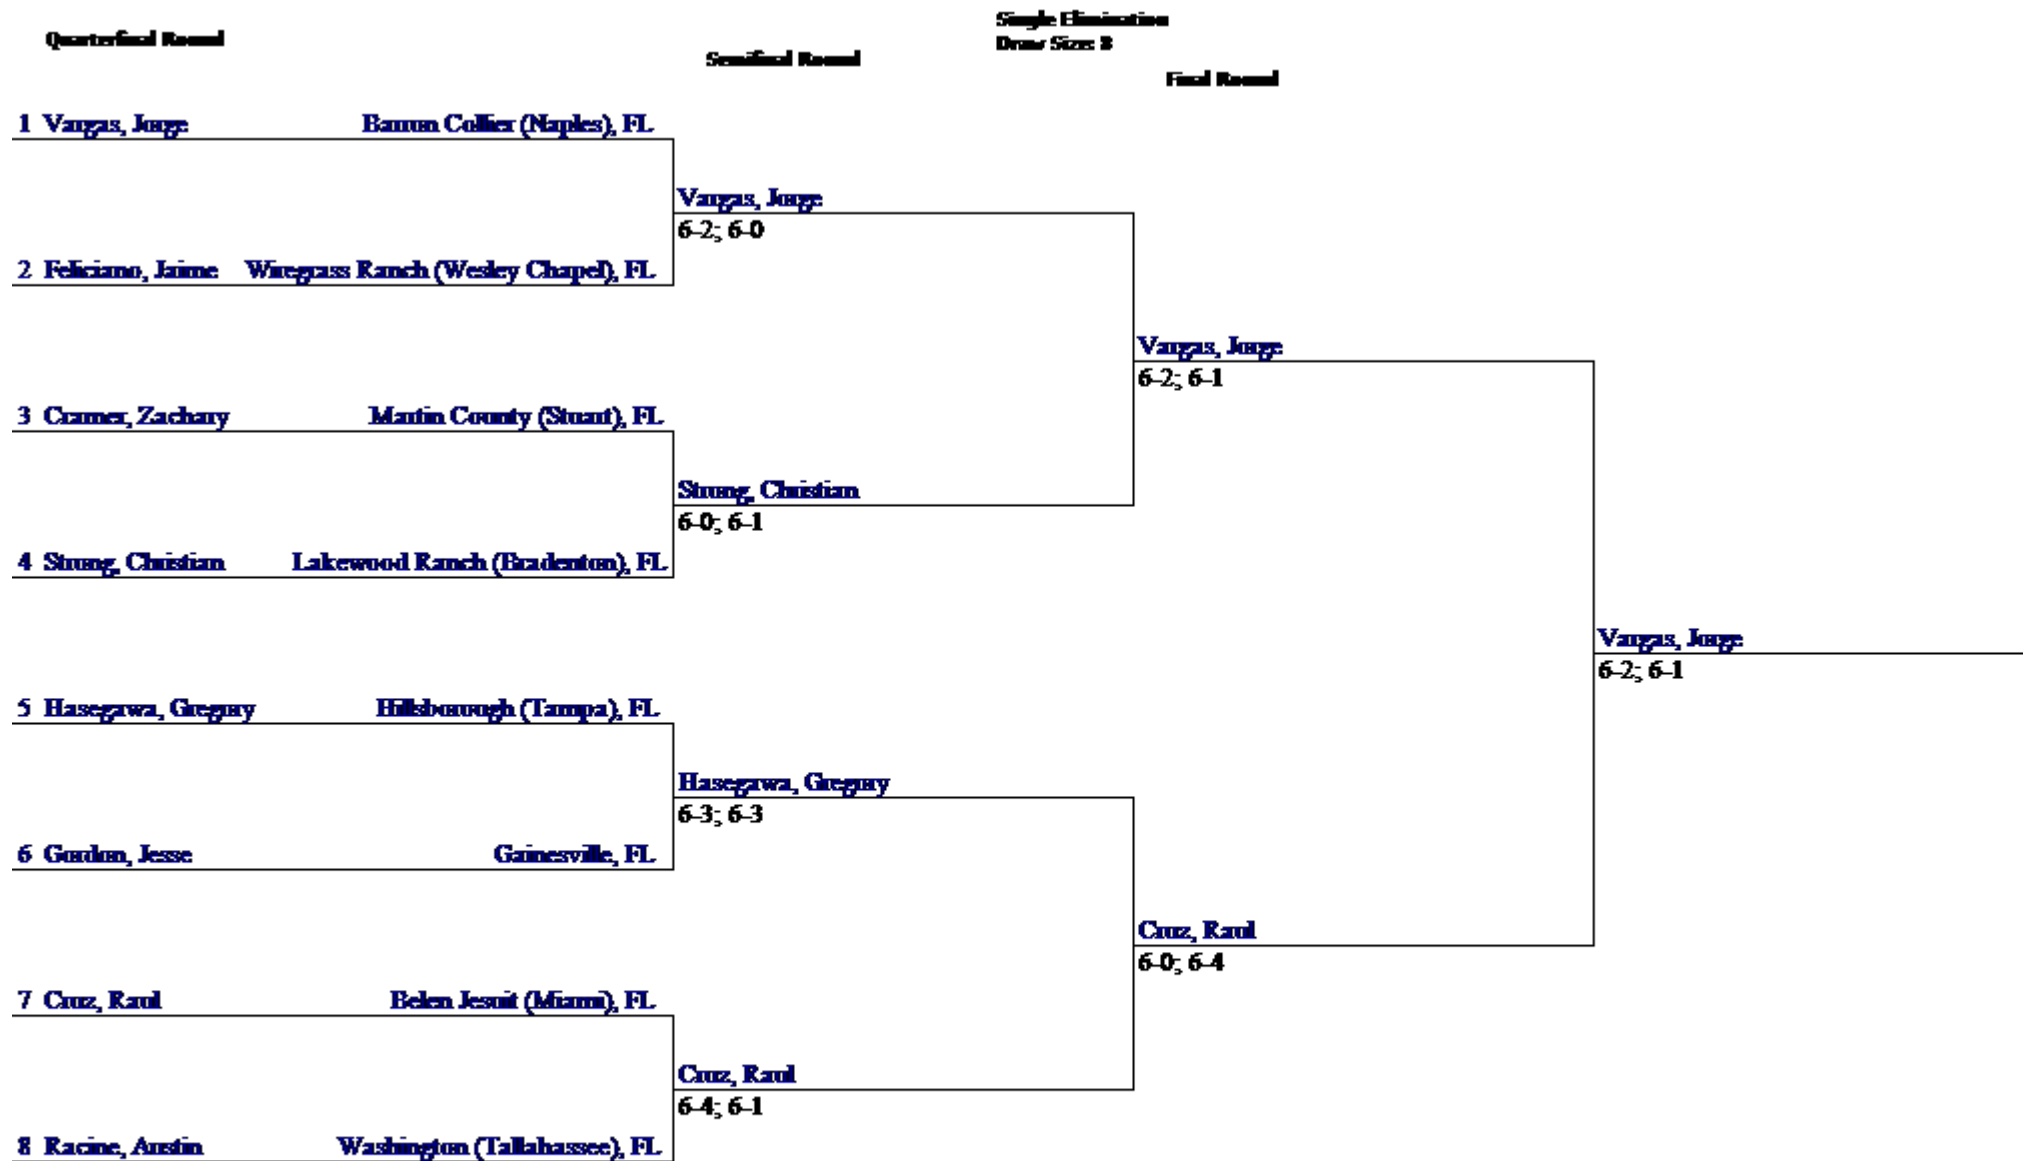 Single Elimination
Quarterfinal Round
Draw Size: 8
Semifinal Round
Final Round
1 Vargas, Jorge Barron Collier (Naples), FL
Vargas, Jorge
6-2; 6-0
2 Feliciano, Jaime Wiregrass Ranch (Wesley Chapel), FL
Vargas, Jorge
6-2; 6-1
3 Cramer, Zachary Martin County (Stuart), FL
Strong, Christian
6-0; 6-1
4 Strong, Christian Lakewood Ranch (Bradenton), FL
Vargas, Jorge
6-2; 6-1
5 Hasegawa, Gregory Hillsborough (Tampa), FL
Hasegawa, Gregory
6-3; 6-3
6 Gordon, Jesse Gainesville, FL
Cruz, Raul
6-0; 6-4
7 Cruz, Raul Belen Jesuit (Miami), FL
Cruz, Raul
6-4; 6-1
8 Racine, Austin Washington (Tallahassee), FL